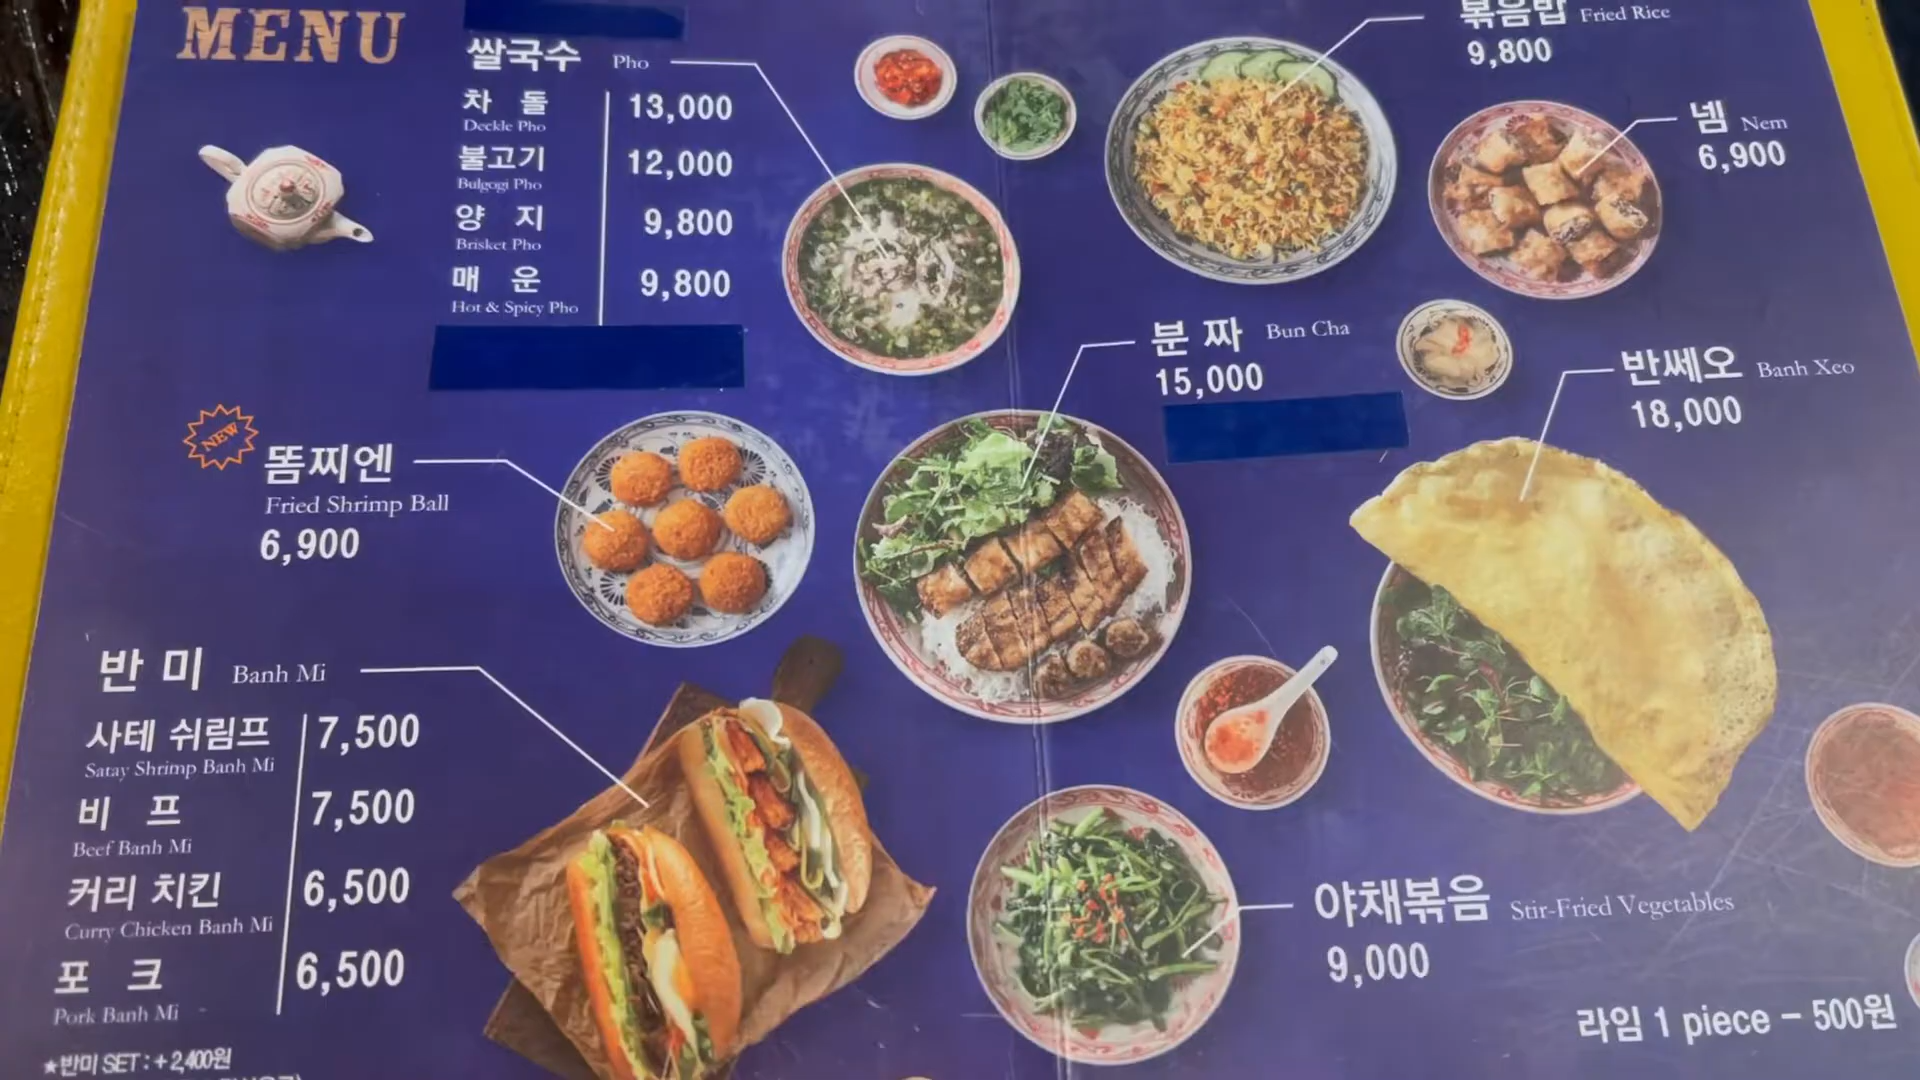 MENU
쌀국수 Pho
차 돌 13,000
Deckle Pho
불고기 12,000
Bulgogi Pho
양 지 9,800
Brisket Pho
매 운 9,800
Hot & Spicy Pho
볶음밥 Fried Rice
9,800
넴 Nem
6,900
분 짜 Bun Cha
15,000
반쎄오 Banh Xeo
18,000
NEW
똠찌엔
Fried Shrimp Ball
6,900
반 미 Banh Mi
사테 쉬림프 7,500
Satay Shrimp Banh Mi
비 프 7,500
Beef Banh Mi
커리 치킨 6,500
Curry Chicken Banh Mi
포 크 6,500
Pork Banh Mi
★반미 SET : + 2,400원
야채볶음 Stir-Fried Vegetables
9,000
라임 1 piece - 500원